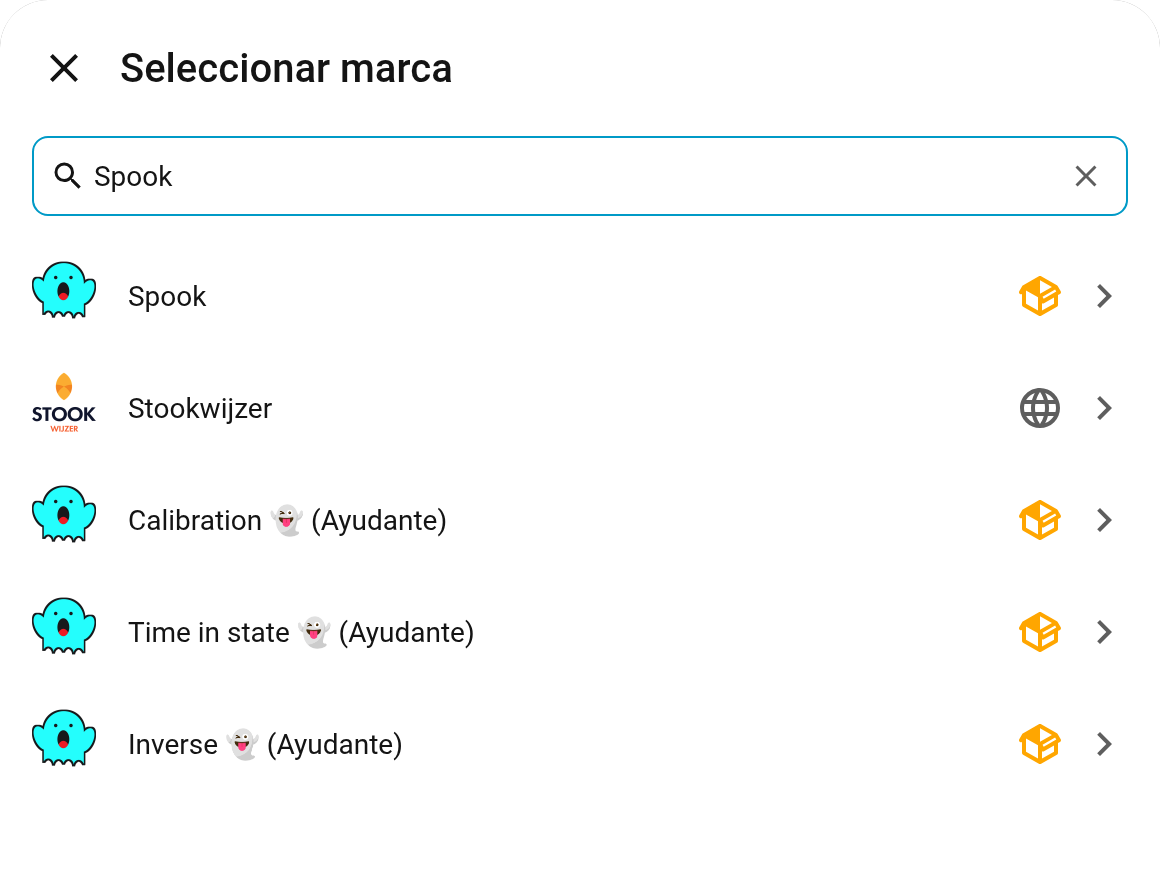 Seleccionar marca
Spook
Spook
STOOK
WIJZER
Stookwijzer
Calibration 👻 (Ayudante)
Time in state 👻 (Ayudante)
Inverse 👻 (Ayudante)